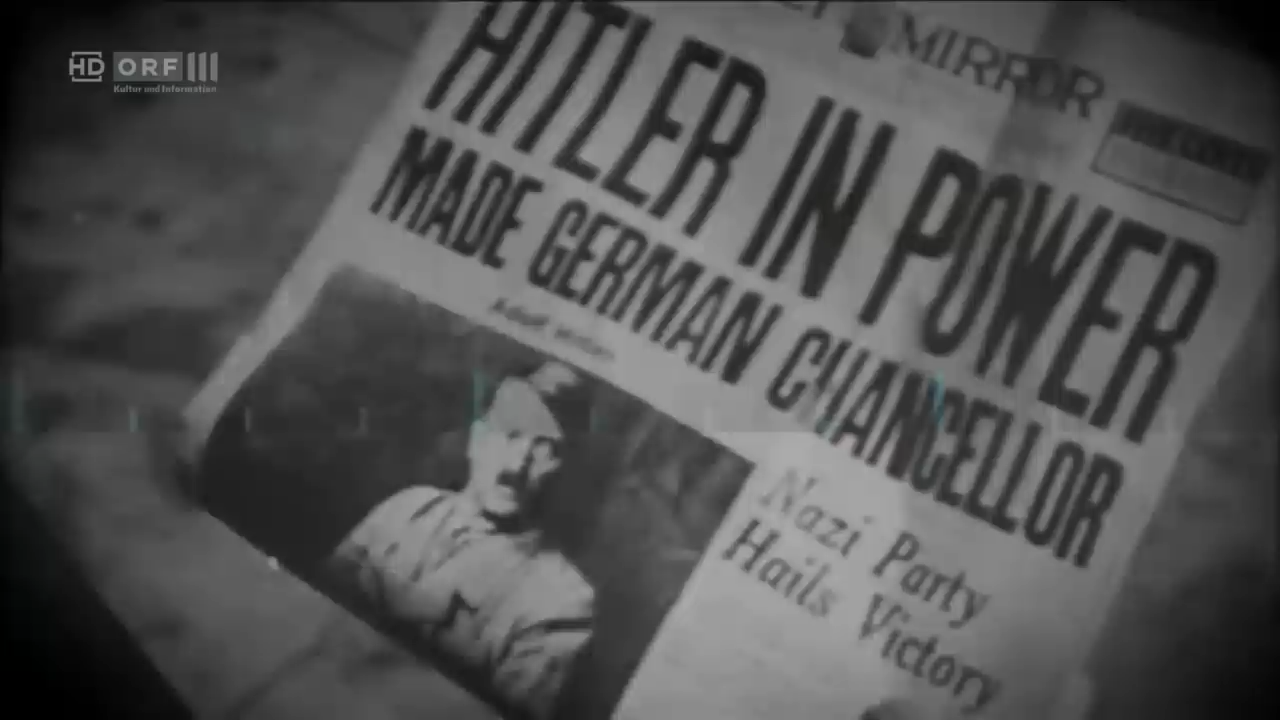 HD ORF III
Kultur und Information
MIRROR
HITLER IN POWER
MADE GERMAN CHANCELLOR
Nazi Party
Hails Victory